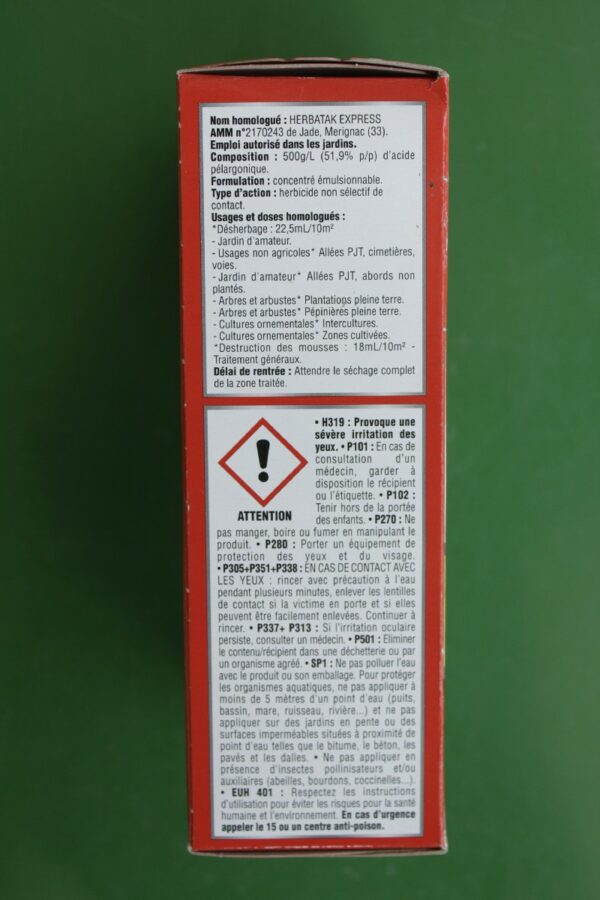 Nom homologué : HERBATAK EXPRESS
AMM n°2170243 de Jade, Merignac (33).
Emploi autorisé dans les jardins.
Composition : 500g/L (51,9% p/p) d'acide
pélargonique.
Formulation : concentré émulsionnable.
Type d'action : herbicide non sélectif de
contact.
Usages et doses homologués :
*Désherbage : 22,5mL/10m²
- Jardin d'amateur.
- Usages non agricoles* Allées PJT, cimetières,
voies.
- Jardin d'amateur* Allées PJT, abords non
plantés.
- Arbres et arbustes* Plantations pleine terre.
- Arbres et arbustes* Pépinières pleine terre.
- Cultures ornementales* Intercultures.
- Cultures ornementales* Zones cultivées.
*Destruction des mousses : 18mL/10m² -
Traitement généraux.
Délai de rentrée : Attendre le séchage complet
de la zone traitée.
ATTENTION
• H319 : Provoque une
sévère irritation des
yeux. • P101 : En cas de
consultation d'un
médecin, garder à
disposition le récipient
ou l'étiquette. • P102 :
Tenir hors de la portée
des enfants. • P270 : Ne
pas manger, boire ou fumer en manipulant le
produit. • P280 : Porter un équipement de
protection des yeux et du visage.
• P305+P351+P338 : EN CAS DE CONTACT AVEC
LES YEUX : rincer avec précaution à l'eau
pendant plusieurs minutes, enlever les lentilles
de contact si la victime en porte et si elles
peuvent être facilement enlevées. Continuer à
rincer. • P337+ P313 : Si l'irritation oculaire
persiste, consulter un médecin. • P501 : Eliminer
le contenu/récipient dans une déchetterie ou par
un organisme agréé. • SP1 : Ne pas polluer l'eau
avec le produit ou son emballage. Pour protéger
les organismes aquatiques, ne pas appliquer à
moins de 5 mètres d'un point d'eau (puits,
bassin, mare, ruisseau, rivière...) et ne pas
appliquer sur des jardins en pente ou des
surfaces imperméables situées à proximité de
point d'eau telles que le bitume, le béton, les
pavés et les dalles. • Ne pas appliquer en
présence d'insectes pollinisateurs et/ou
auxiliaires (abeilles, bourdons, coccinelles...).
• EUH 401 : Respectez les instructions
d'utilisation pour éviter les risques pour la santé
humaine et l'environnement. En cas d'urgence
appeler le 15 ou un centre anti-poison.